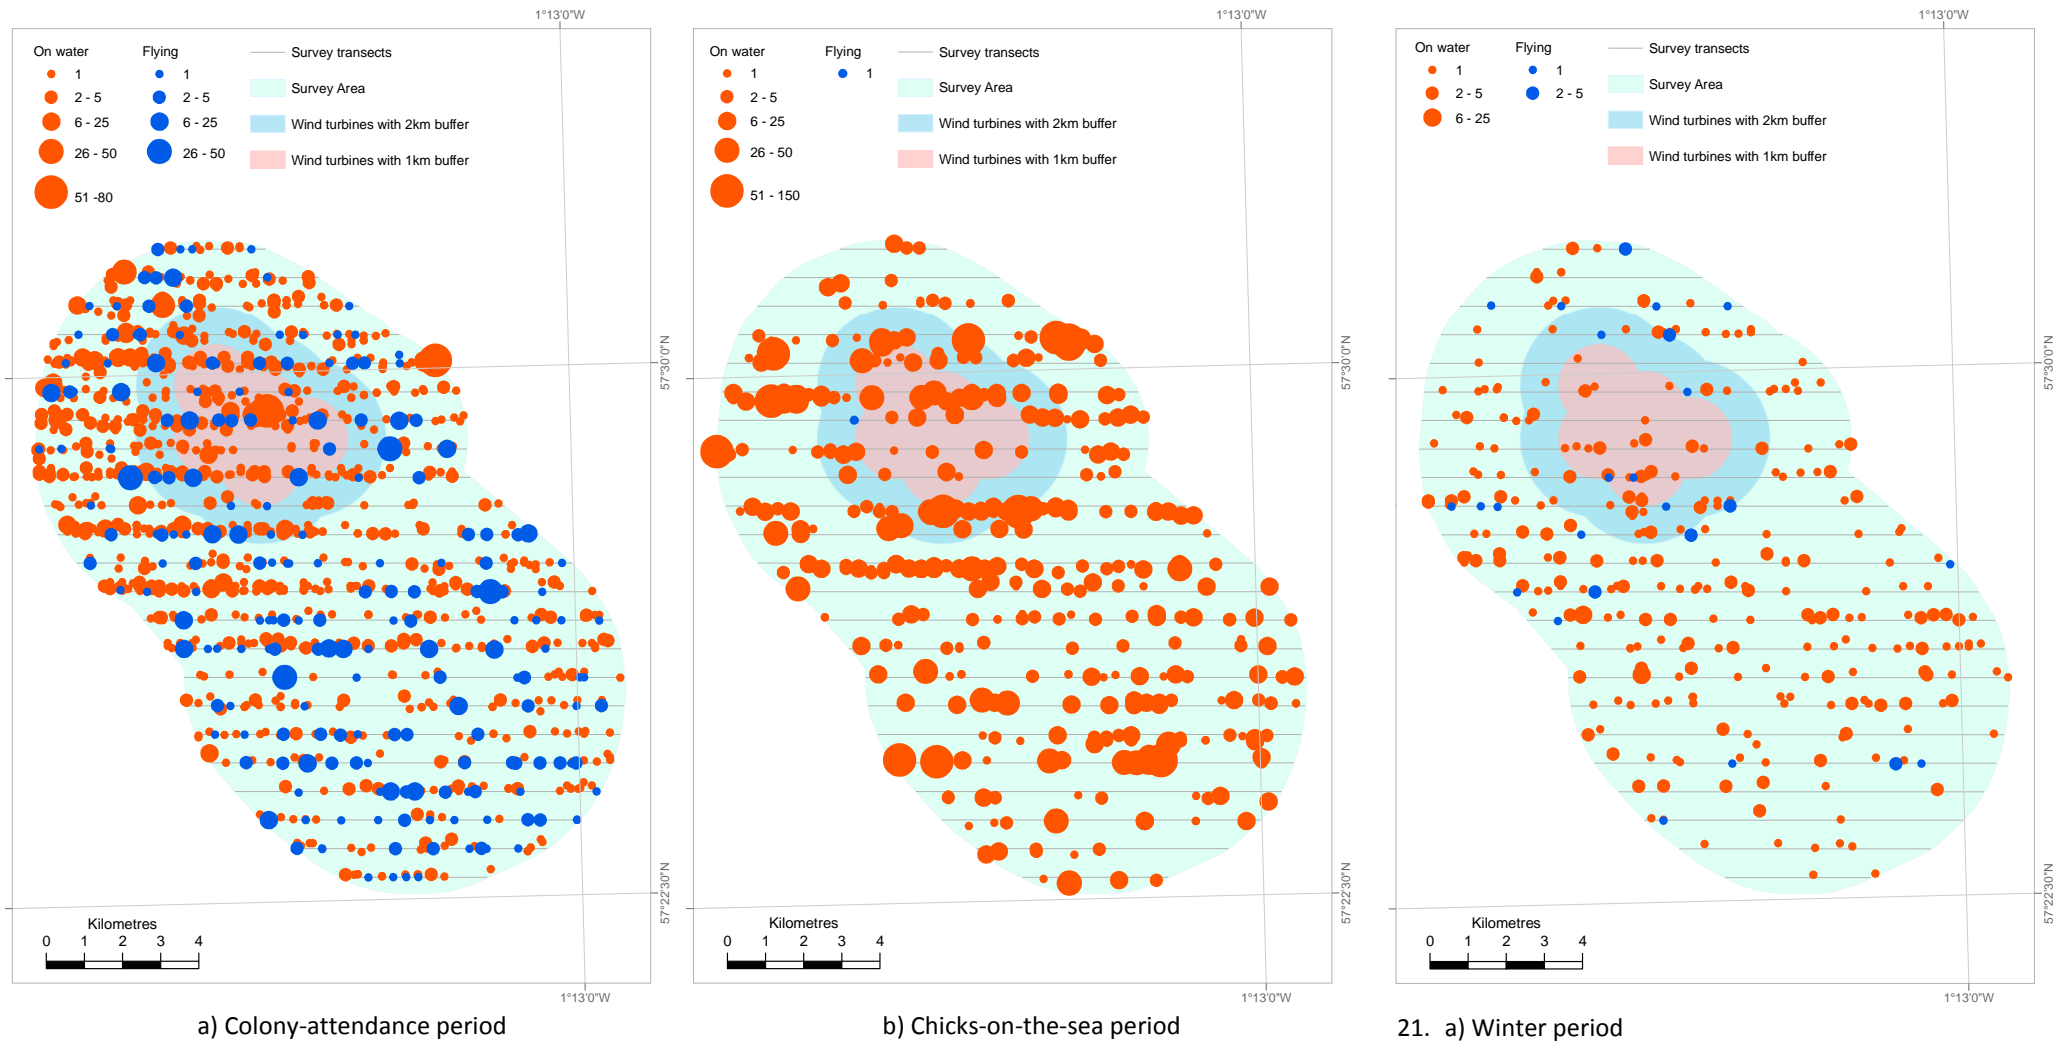 1°13'0"W
On water
Flying
1
1
2 - 5
2 - 5
6 - 25
6 - 25
26 - 50
26 - 50
51 -80
Survey transects
Survey Area
Wind turbines with 2km buffer
Wind turbines with 1km buffer
57°30'0"N
57°22'30"N
Kilometres
0 1 2 3 4
1°13'0"W
a) Colony-attendance period
1°13'0"W
On water
Flying
1
1
2 - 5
6 - 25
26 - 50
51 - 150
Survey transects
Survey Area
Wind turbines with 2km buffer
Wind turbines with 1km buffer
57°30'0"N
57°22'30"N
Kilometres
0 1 2 3 4
1°13'0"W
b) Chicks-on-the-sea period
1°13'0"W
On water
Flying
1
1
2 - 5
2 - 5
6 - 25
Survey transects
Survey Area
Wind turbines with 2km buffer
Wind turbines with 1km buffer
57°30'0"N
57°22'30"N
Kilometres
0 1 2 3 4
1°13'0"W
21. a) Winter period